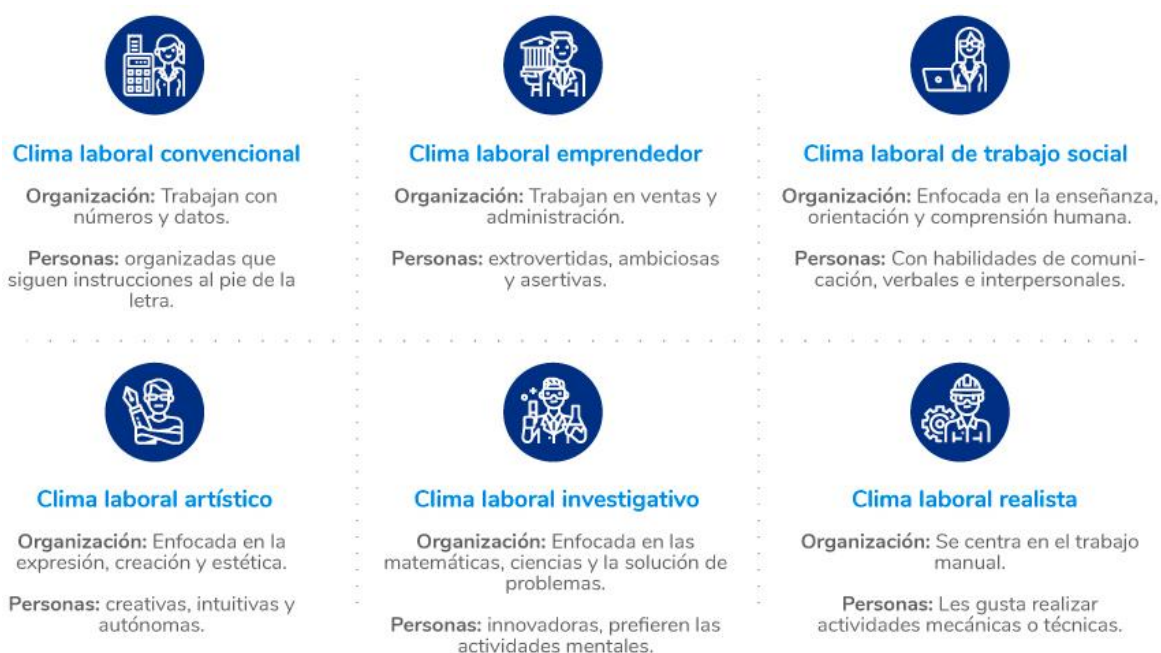 Clima laboral convencional
Organización: Trabajan con
números y datos.
Personas: organizadas que
siguen instrucciones al pie de la
letra.
Clima laboral emprendedor
Organización: Trabajan en ventas y
administración.
Personas: extrovertidas, ambiciosas
y asertivas.
Clima laboral de trabajo social
Organización: Enfocada en la enseñanza,
orientación y comprensión humana.
Personas: Con habilidades de comuni-
cación, verbales e interpersonales.
Clima laboral artístico
Organización: Enfocada en la
expresión, creación y estética.
Personas: creativas, intuitivas y
autónomas.
Clima laboral investigativo
Organización: Enfocada en las
matemáticas, ciencias y la solución de
problemas.
Personas: innovadoras, prefieren las
actividades mentales.
Clima laboral realista
Organización: Se centra en el trabajo
manual.
Personas: Les gusta realizar
actividades mecánicas o técnicas.